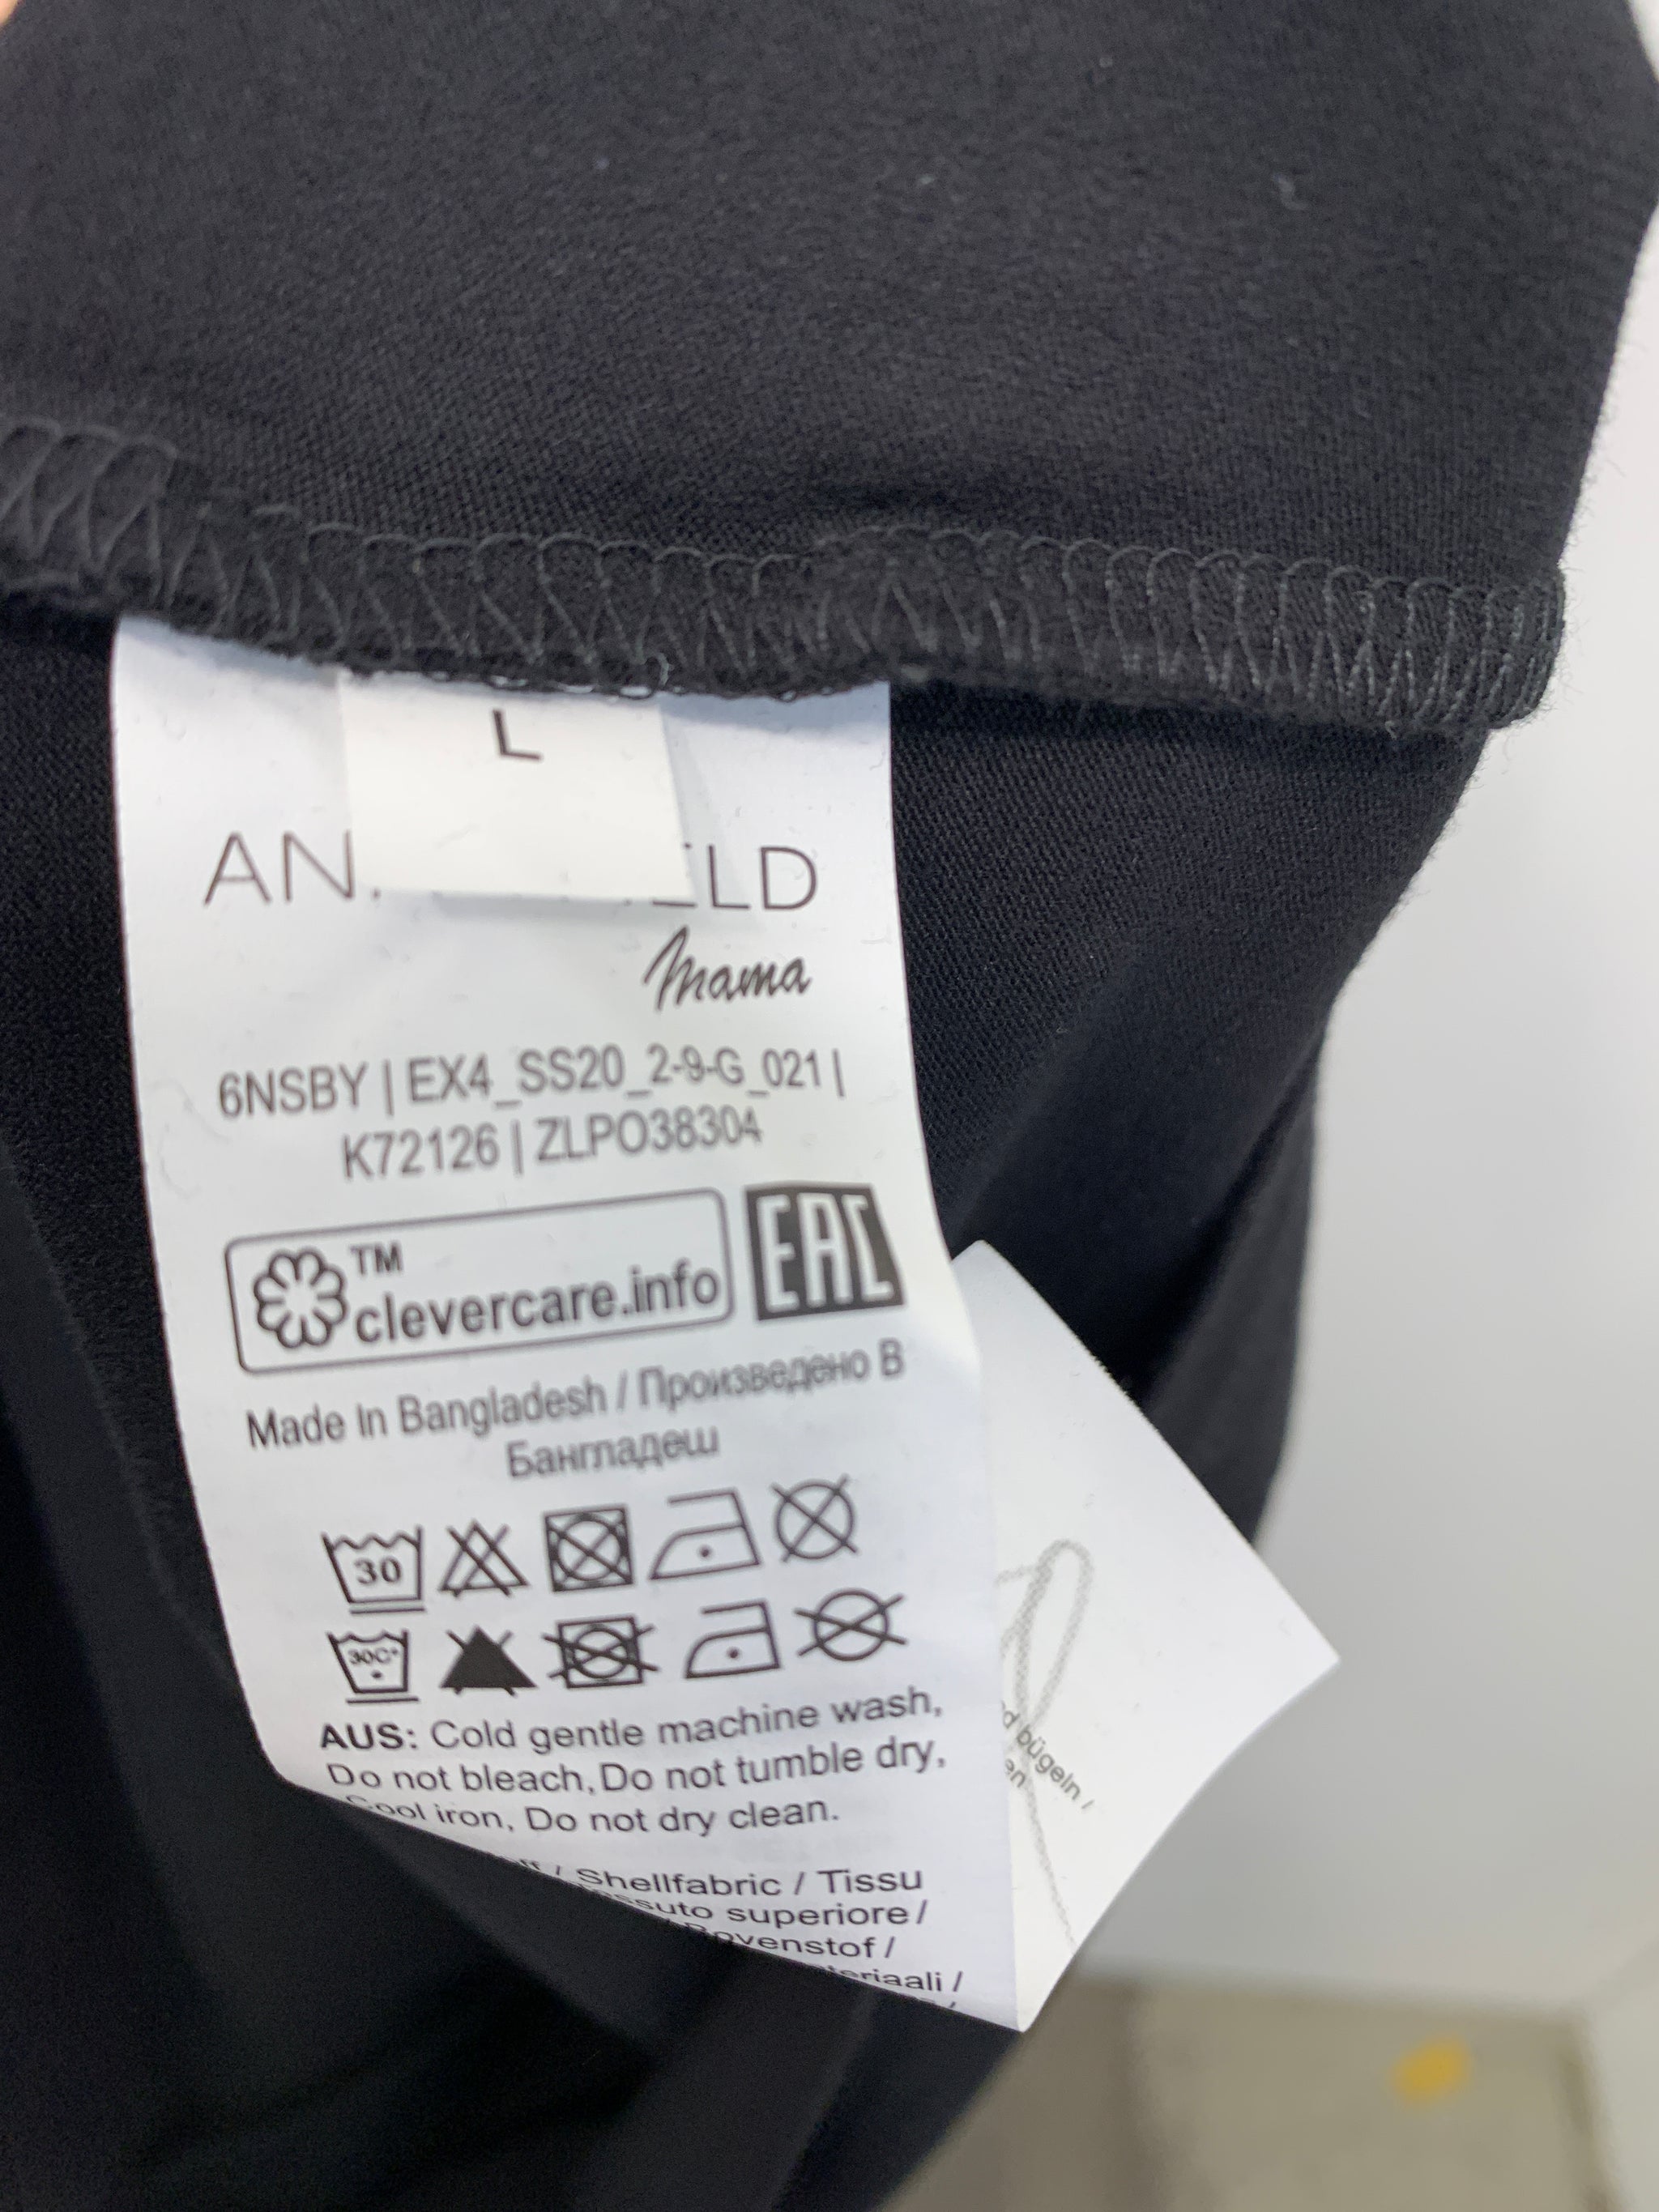 L
AN. LD
Mama
6NSBY | EX4_SS20_2-9-G_021 |
K72126 | ZLPO38304
TM
clevercare.info
EAC
Made In Bangladesh / Произведено В
Бангладеш
30
30C°
AUS: Cold gentle machine wash,
Do not bleach, Do not tumble dry,
Cool iron, Do not dry clean.
/ Shellfabric / Tissu
superiore /
/
/
bügeln /